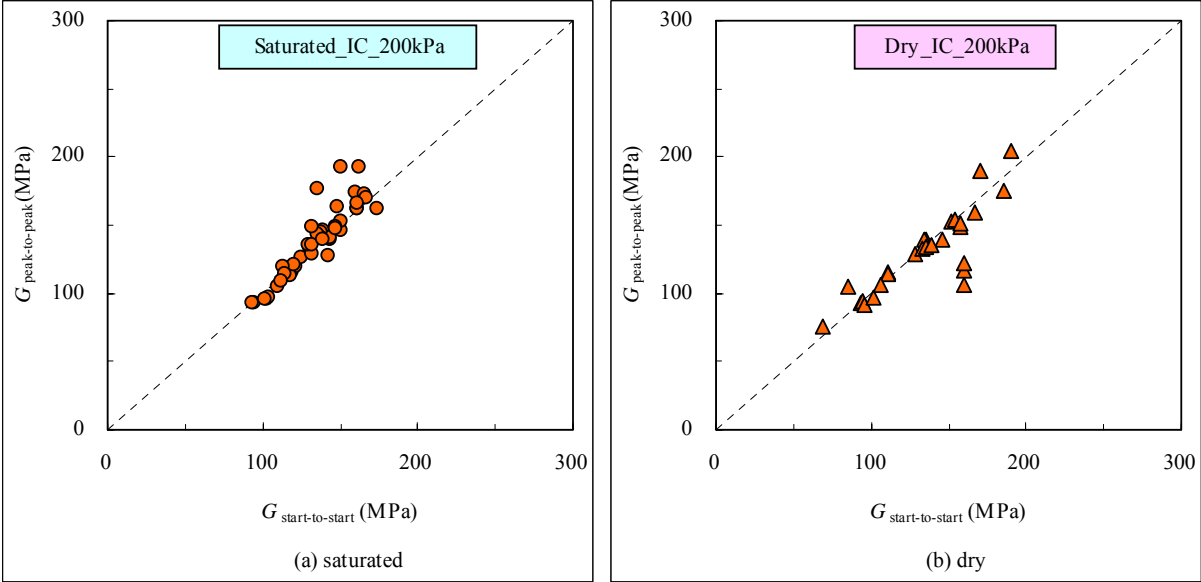 300
Saturated_IC_200kPa
200
100
0
G peak-to-peak (MPa)
0 100 200 300
G start-to-start (MPa)
(a) saturated
300
Dry_IC_200kPa
200
100
0
G peak-to-peak (MPa)
0 100 200 300
G start-to-start (MPa)
(b) dry